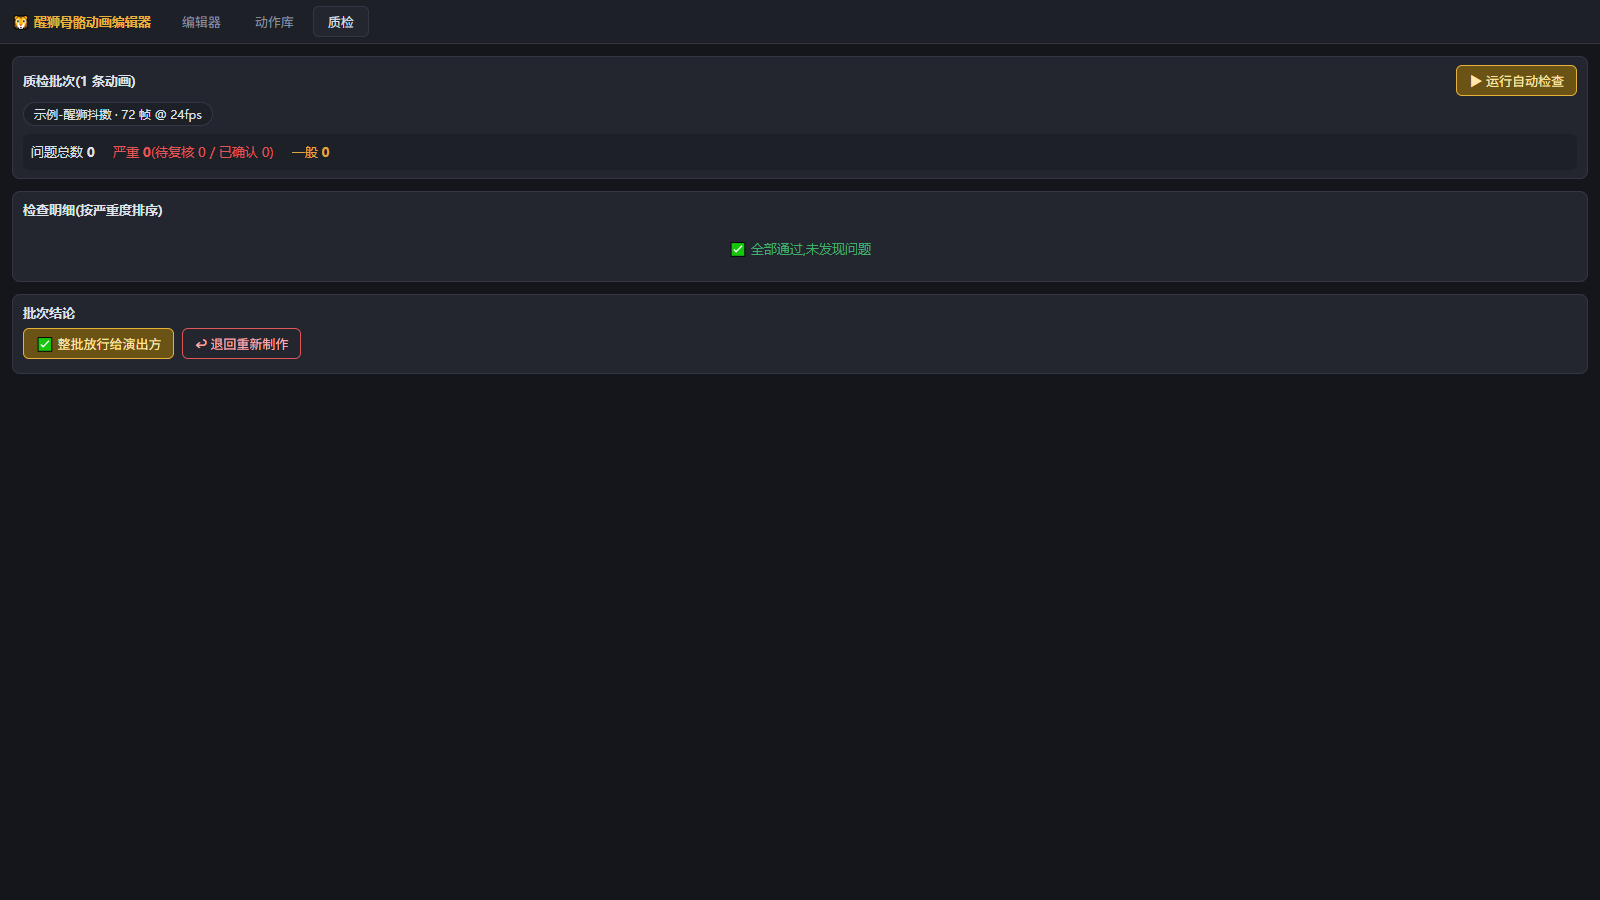 醒狮骨骼动画编辑器 编辑器 动作库 质检
质检批次(1 条动画) ▶ 运行自动检查
示例-醒狮抖擞 · 72 帧 @ 24fps
问题总数 0 严重 0(待复核 0 / 已确认 0) 一般 0
检查明细(按严重度排序)
✅ 全部通过,未发现问题
批次结论
✅ 整批放行给演出方 ↩ 退回重新制作